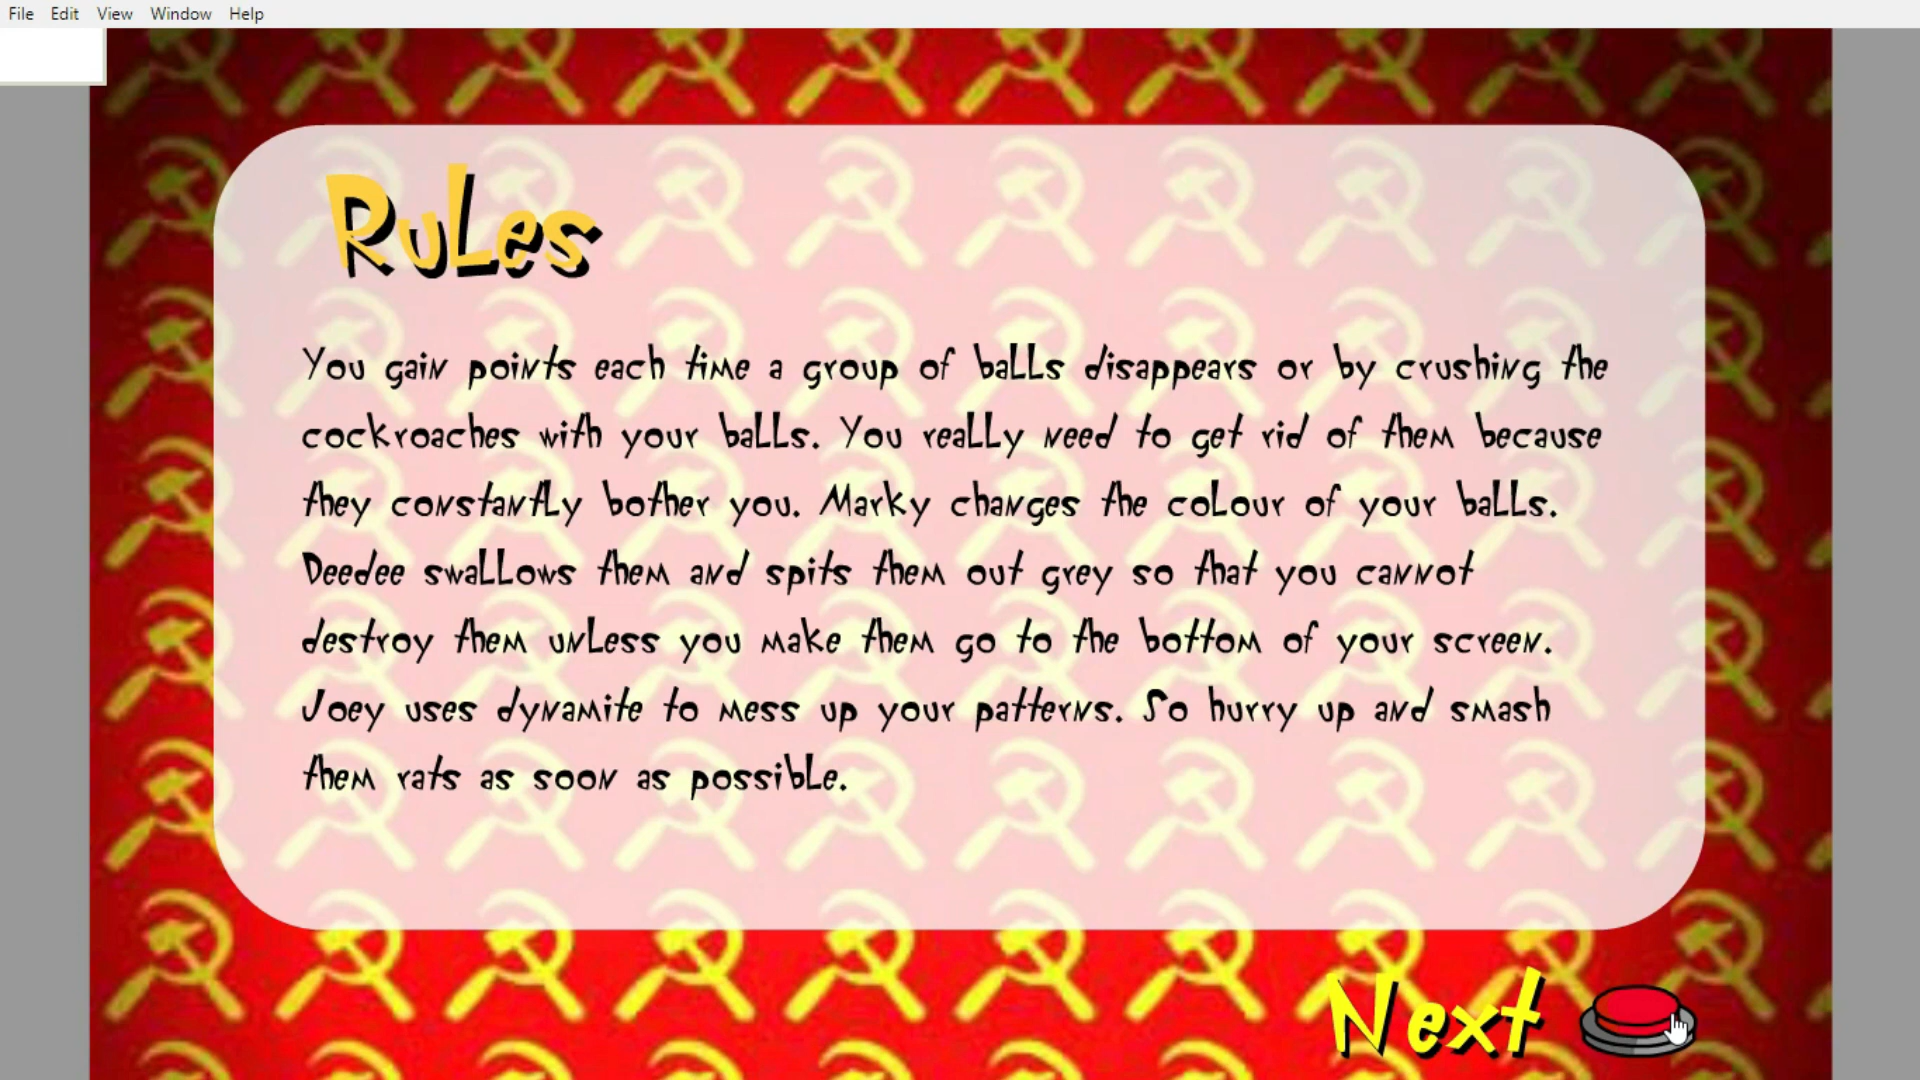 File Edit View Window Help
Rules
You gain points each time a group of balls disappears or by crushing the
cockroaches with your balls. You really need to get rid of them because
they constantly bother you. Marky changes the colour of your balls.
Deedee swallows them and spits them out grey so that you cannot
destroy them unless you make them go to the bottom of your screen.
Joey uses dynamite to mess up your patterns. So hurry up and smash
them rats as soon as possible.
Next